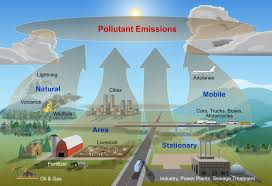 Pollutant Emissions
Lightning
Airplanes
Natural
Mobile
Cities
Volcanos
Wildfires
Cars, Trucks, Buses,
Motorcycles
Forests
Area
Livestock
Stationary
Fertilizer
Oil & Gas
Industry, Power Plants, Sewage Treatment